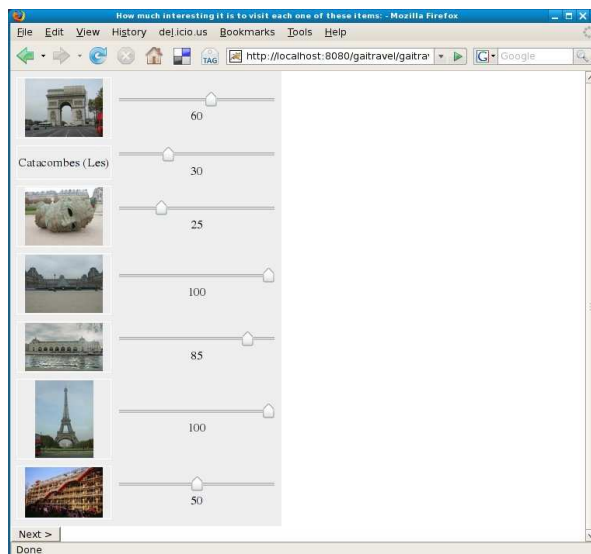 How much interesting it is to visit each one of these items: - Mozilla Firefox
File Edit View History del.icio.us Bookmarks Tools Help
TAG http://localhost:8080/gaitravel/gaitrav G Google
60
Catacombes (Les)
30
25
100
85
100
50
Next >
Done